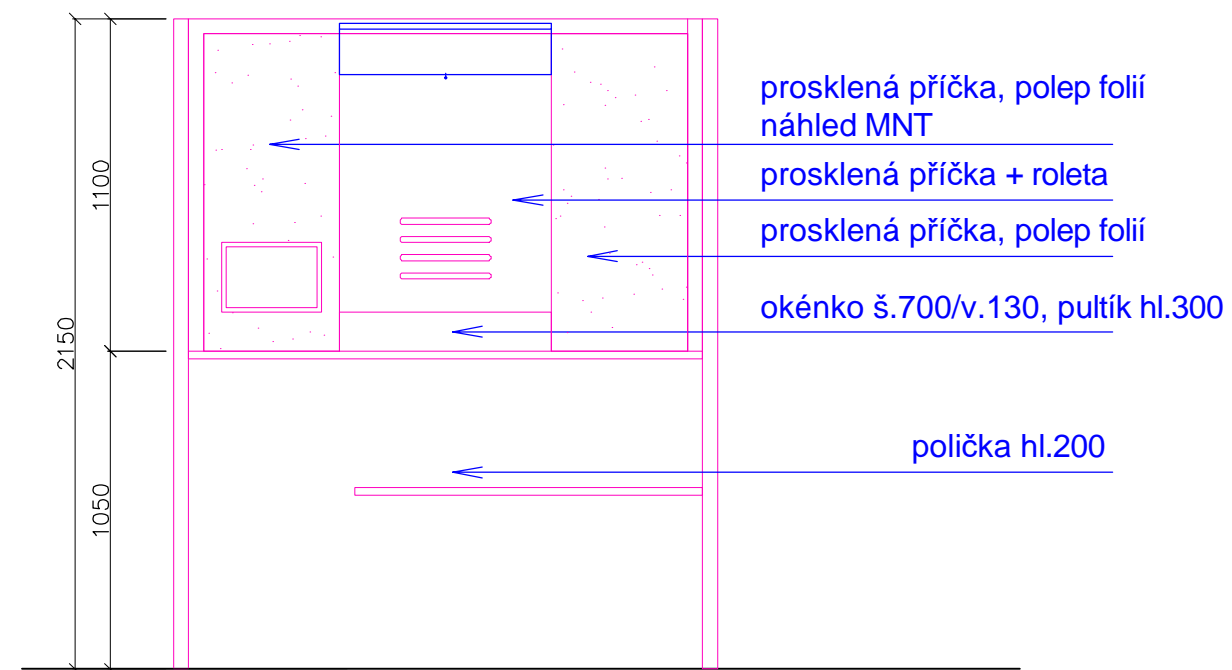 prosklená příčka, polep folií
náhled MNT
prosklená příčka + roleta
prosklená příčka, polep folií
okénko š.700/v.130, pultík hl.300
polička hl.200
1100
2150
1050